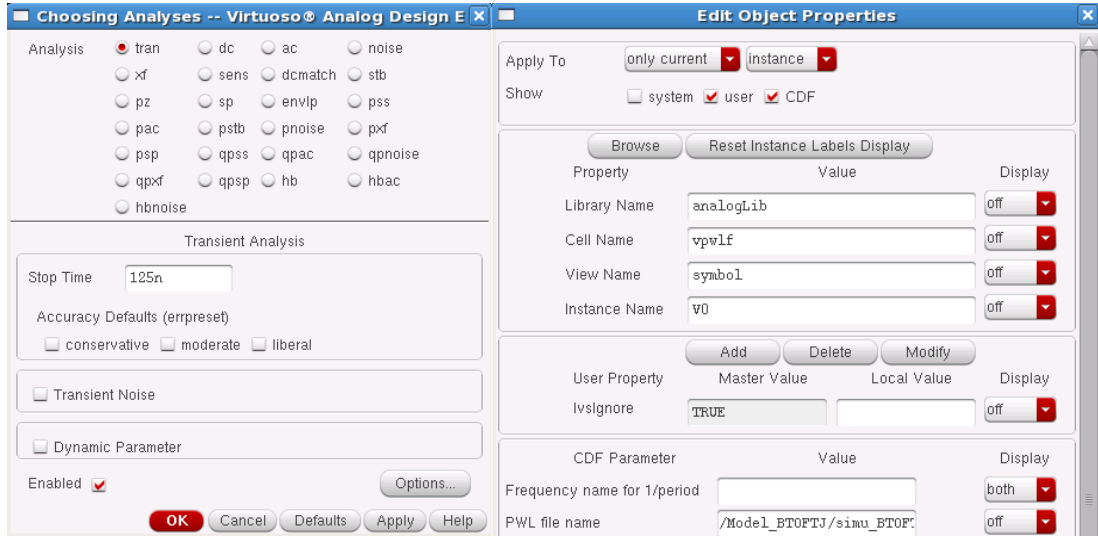 Choosing Analyses -- Virtuoso® Analog Design E
Analysis tran dc ac noise
xf sens dcmatch stb
pz sp envlp pss
pac pstb pnoise pxf
psp qpss qpac qpnoise
qpxf qpsp hb hbac
hbnoise
Transient Analysis
Stop Time 125n
Accuracy Defaults (errpreset)
conservative moderate liberal
Transient Noise
Dynamic Parameter
Enabled Options...
OK Cancel Defaults Apply Help
Edit Object Properties
Apply To only current instance
Show system user CDF
Browse Reset Instance Labels Display
Property Value Display
Library Name analogLib off
Cell Name vpwlf off
View Name symbol off
Instance Name V0 off
Add Delete Modify
User Property Master Value Local Value Display
lvsIgnore TRUE off
CDF Parameter Value Display
Frequency name for 1/period both
PWL file name /Model_BTOFTJ/simu_BTOF off